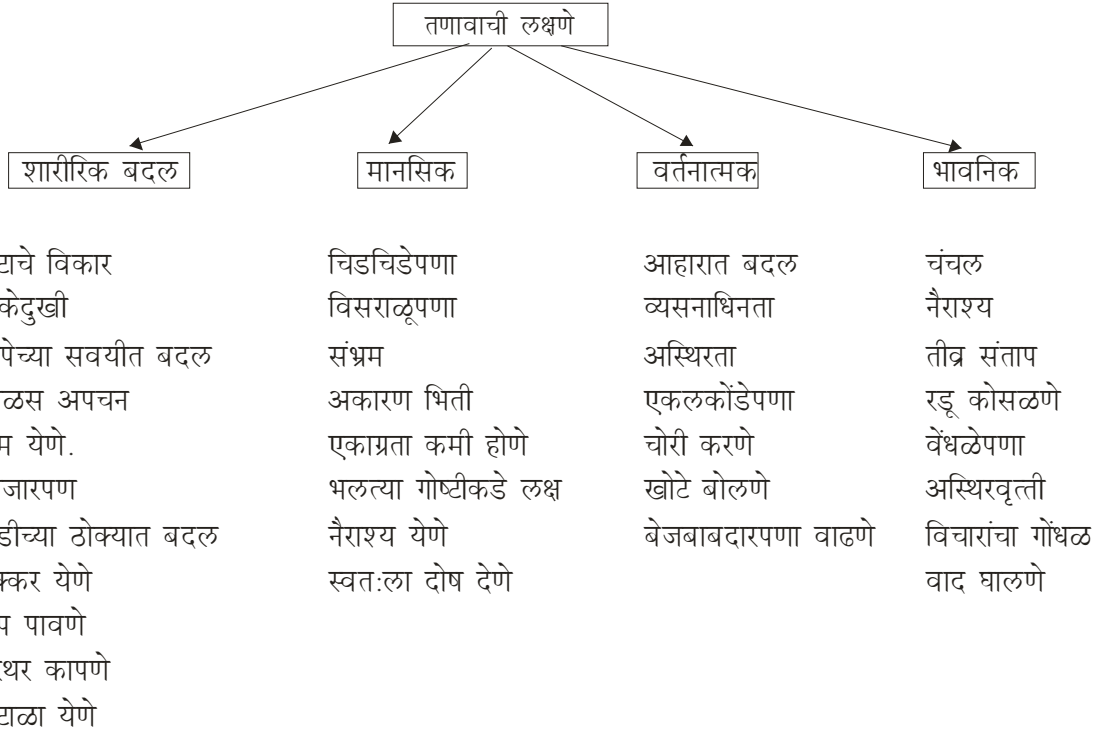 तणावाची लक्षणे
शारीरिक बदल
मानसिक
वर्तनात्मक
भावनिक
विकार
सवयीत बदल
अपचन
येणे.
ठोक्यात बदल
येणे
पावणे
कापणे
येणे
चिडचिडेपणा
विसराळूपणा
संभ्रम
अकारण भिती
एकाग्रता कमी होणे
भलत्या गोष्टीकडे लक्ष
नैराश्य येणे
स्वतःला दोष देणे
आहारात बदल
व्यसनाधिनता
अस्थिरता
एकलकोंडेपणा
चोरी करणे
खोटे बोलणे
बेजबाबदारपणा वाढणे
चंचल
नैराश्य
तीव्र संताप
रडू कोसळणे
वेंधळेपणा
अस्थिरवृत्ती
विचारांचा गोंधळ
वाद घालणे